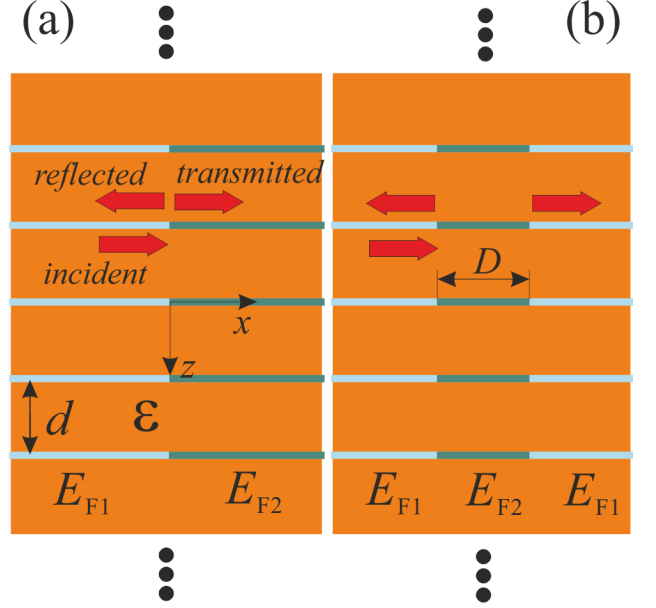 (a)
(b)
reflected transmitted
incident
D
x
z
d
ε
E_F1 E_F2
E_F1 E_F2 E_F1